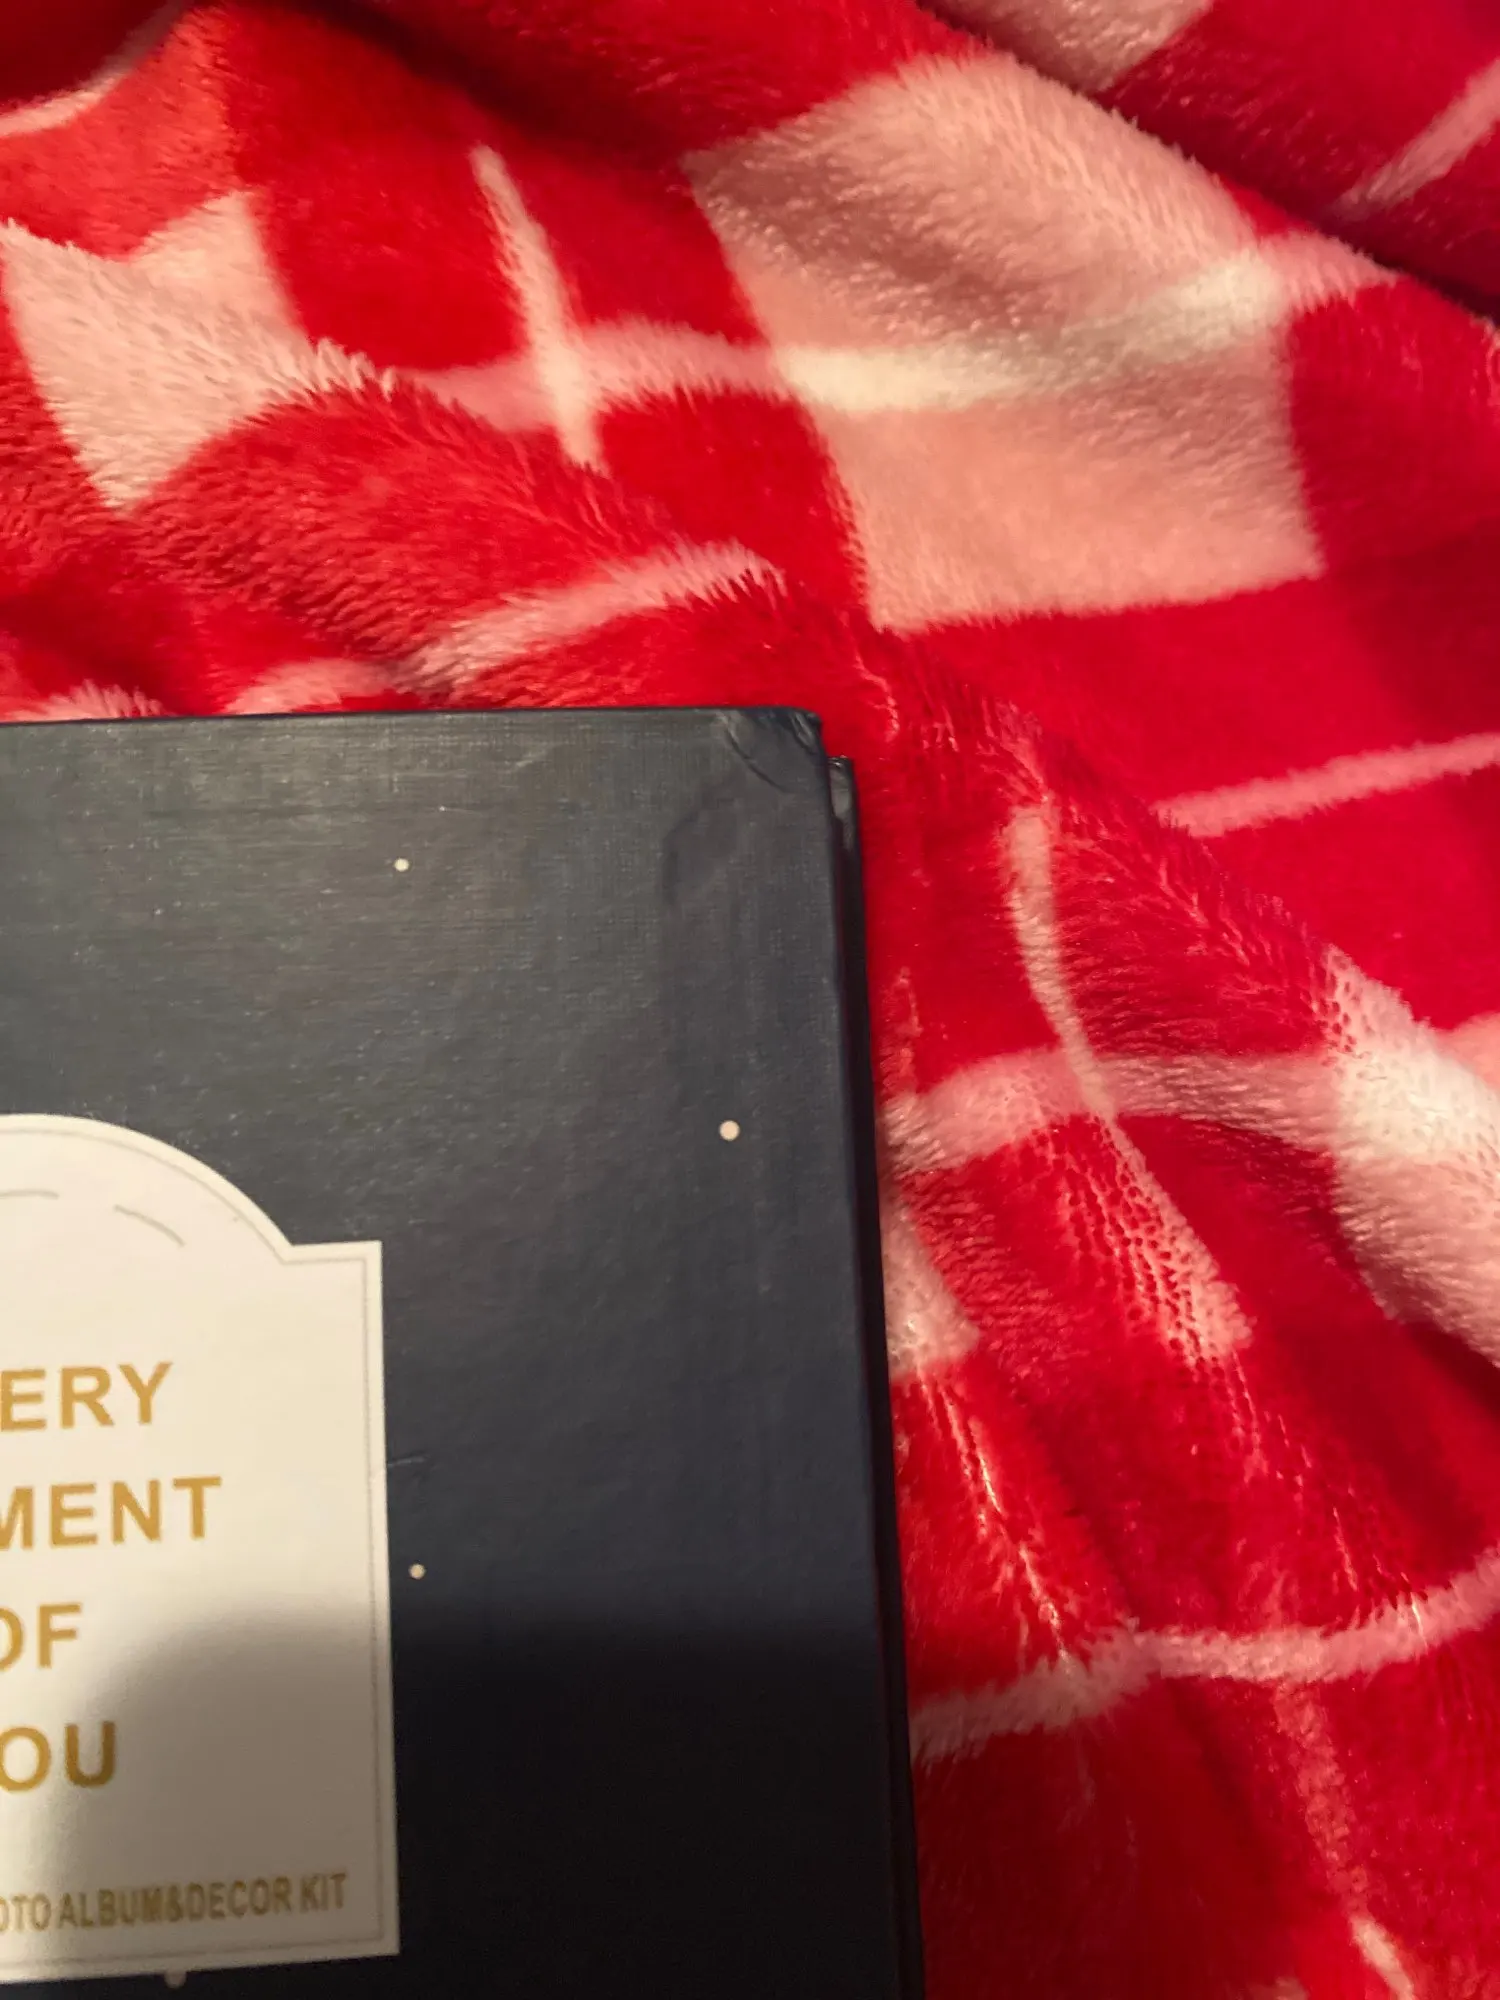 ERY
MENT
OF
OU
OTO ALBUM&DECOR KIT